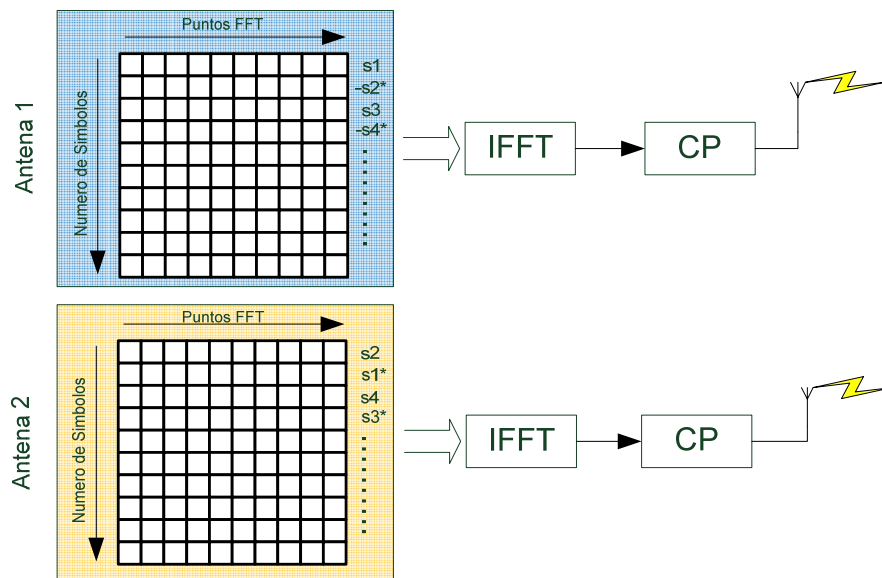 Antena 1
Puntos FFT
Numero de Simbolos
s1
-s2*
s3
-s4*
IFFT
CP
Antena 2
Puntos FFT
Numero de Simbolos
s2
s1*
s4
s3*
IFFT
CP